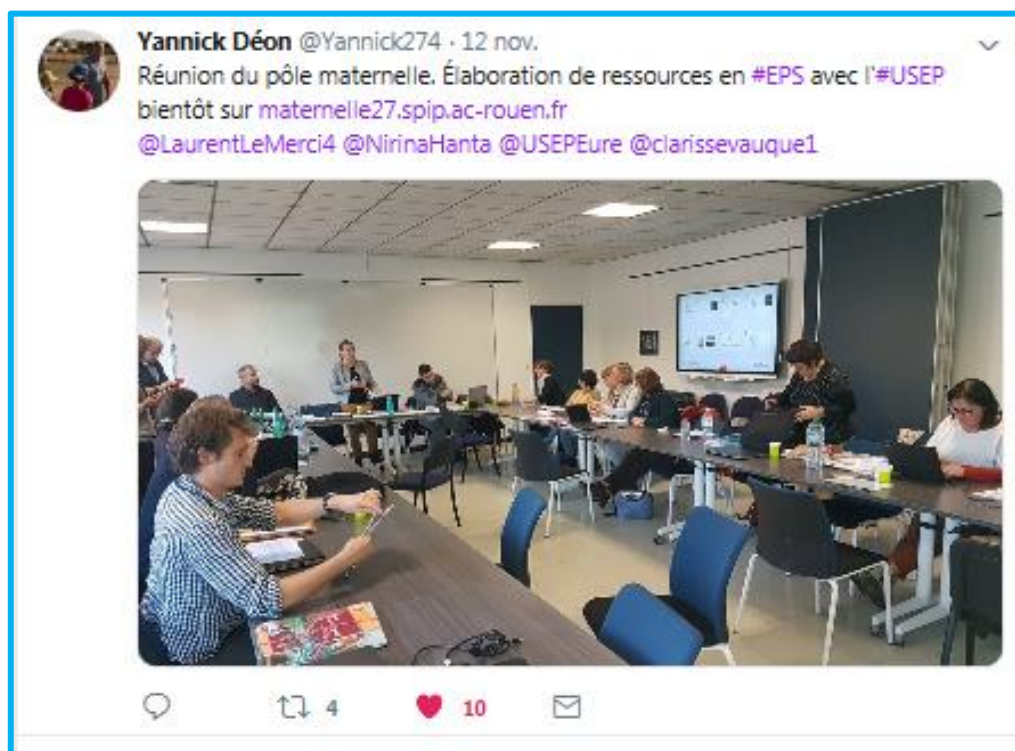 Yannick Déon @Yannick274 · 12 nov.
Réunion du pôle maternelle. Élaboration de ressources en #EPS avec l'#USEP
bientôt sur maternelle27.spip.ac-rouen.fr
@LaurentLeMerci4 @NirinaHanta @USEPEure @clarissevauque1
4 10